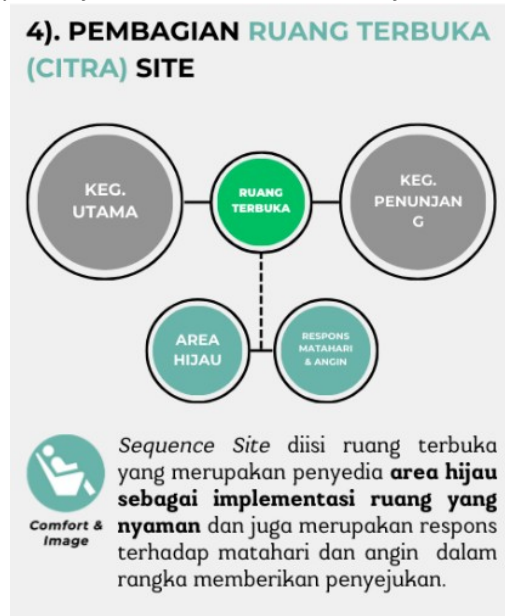 4). PEMBAGIAN RUANG TERBUKA
(CITRA) SITE
KEG.
UTAMA
RUANG
TERBUKA
KEG.
PENUNJAN
G
AREA
HIJAU
RESPONS
MATAHARI
& ANGIN
Comfort &
Image
Sequence Site diisi ruang terbuka
yang merupakan penyedia area hijau
sebagai implementasi ruang yang
nyaman dan juga merupakan respons
terhadap matahari dan angin dalam
rangka memberikan penyejukan.